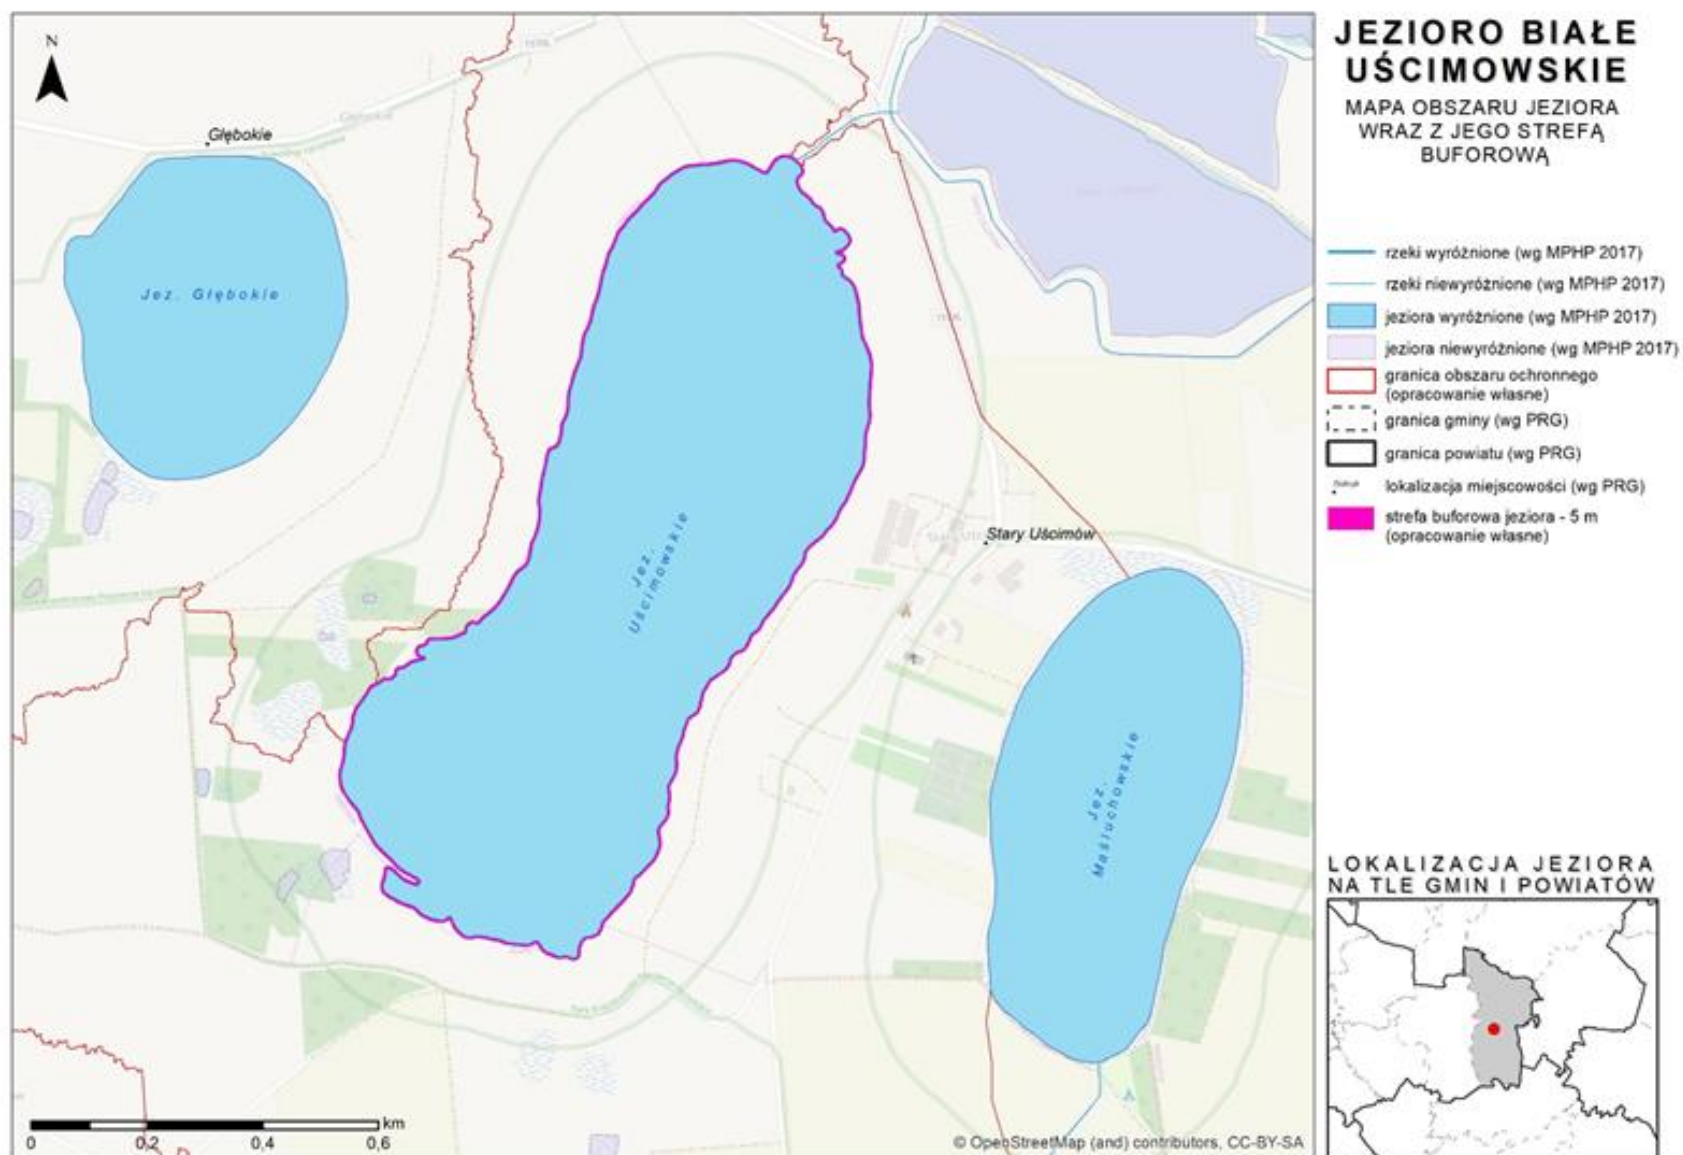 N
JEZIORO BIAŁE
UŚCIMOWSKIE
MAPA OBSZARU JEZIORA
WRAZ Z JEGO STREFĄ
BUFOROWĄ
Głębokie
Głębokie
Jez. Głębokie
Jez.
Uścimowskie
Stary Uścimów
Jez.
Maśluchowskie
rzeki wyróżnione (wg MPHP 2017)
rzeki niewyróżnione (wg MPHP 2017)
jeziora wyróżnione (wg MPHP 2017)
jeziora niewyróżnione (wg MPHP 2017)
granica obszaru ochronnego
(opracowanie własne)
granica gminy (wg PRG)
granica powiatu (wg PRG)
lokalizacja miejscowości (wg PRG)
strefa buforowa jeziora - 5 m
(opracowanie własne)
LOKALIZACJA JEZIORA
NA TLE GMIN I POWIATÓW
km
0 0,2 0,4 0,6
© OpenStreetMap (and) contributors, CC-BY-SA